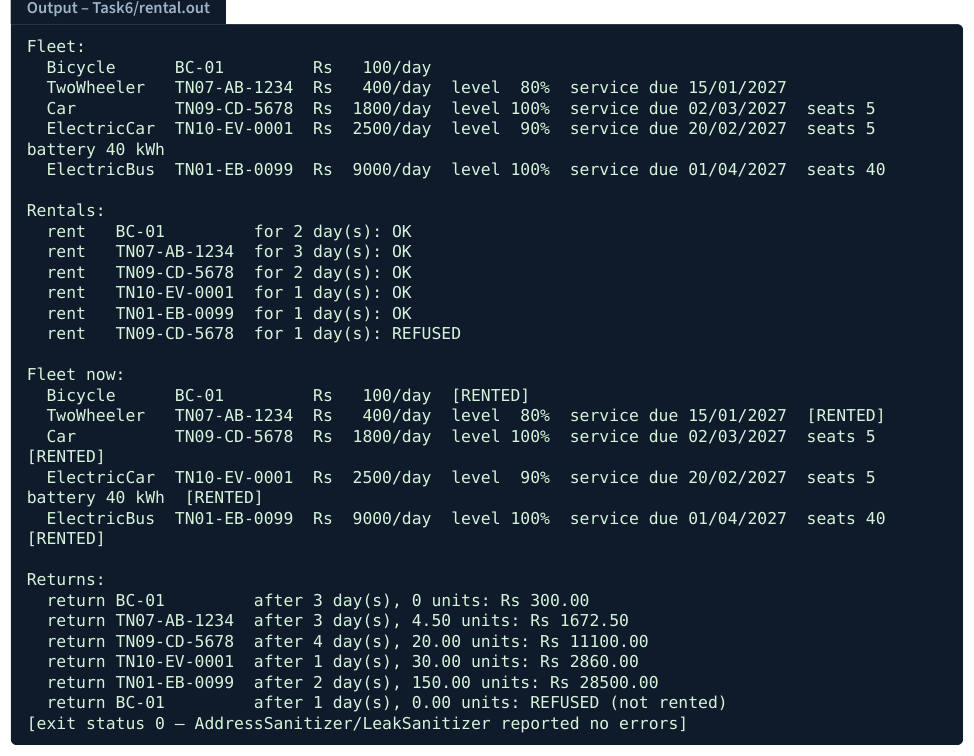 Output – Task6/rental.out
Fleet:
  Bicycle      BC-01         Rs   100/day
  TwoWheeler   TN07-AB-1234  Rs   400/day  level  80%  service due 15/01/2027
  Car          TN09-CD-5678  Rs  1800/day  level 100%  service due 02/03/2027  seats 5
  ElectricCar  TN10-EV-0001  Rs  2500/day  level  90%  service due 20/02/2027  seats 5
battery 40 kWh
  ElectricBus  TN01-EB-0099  Rs  9000/day  level 100%  service due 01/04/2027  seats 40

Rentals:
  rent   BC-01         for 2 day(s): OK
  rent   TN07-AB-1234  for 3 day(s): OK
  rent   TN09-CD-5678  for 2 day(s): OK
  rent   TN10-EV-0001  for 1 day(s): OK
  rent   TN01-EB-0099  for 1 day(s): OK
  rent   TN09-CD-5678  for 1 day(s): REFUSED

Fleet now:
  Bicycle      BC-01         Rs   100/day  [RENTED]
  TwoWheeler   TN07-AB-1234  Rs   400/day  level  80%  service due 15/01/2027  [RENTED]
  Car          TN09-CD-5678  Rs  1800/day  level 100%  service due 02/03/2027  seats 5
[RENTED]
  ElectricCar  TN10-EV-0001  Rs  2500/day  level  90%  service due 20/02/2027  seats 5
battery 40 kWh  [RENTED]
  ElectricBus  TN01-EB-0099  Rs  9000/day  level 100%  service due 01/04/2027  seats 40
[RENTED]

Returns:
  return BC-01         after 3 day(s), 0 units: Rs 300.00
  return TN07-AB-1234  after 3 day(s), 4.50 units: Rs 1672.50
  return TN09-CD-5678  after 4 day(s), 20.00 units: Rs 11100.00
  return TN10-EV-0001  after 1 day(s), 30.00 units: Rs 2860.00
  return TN01-EB-0099  after 2 day(s), 150.00 units: Rs 28500.00
  return BC-01         after 1 day(s), 0.00 units: REFUSED (not rented)
[exit status 0 — AddressSanitizer/LeakSanitizer reported no errors]